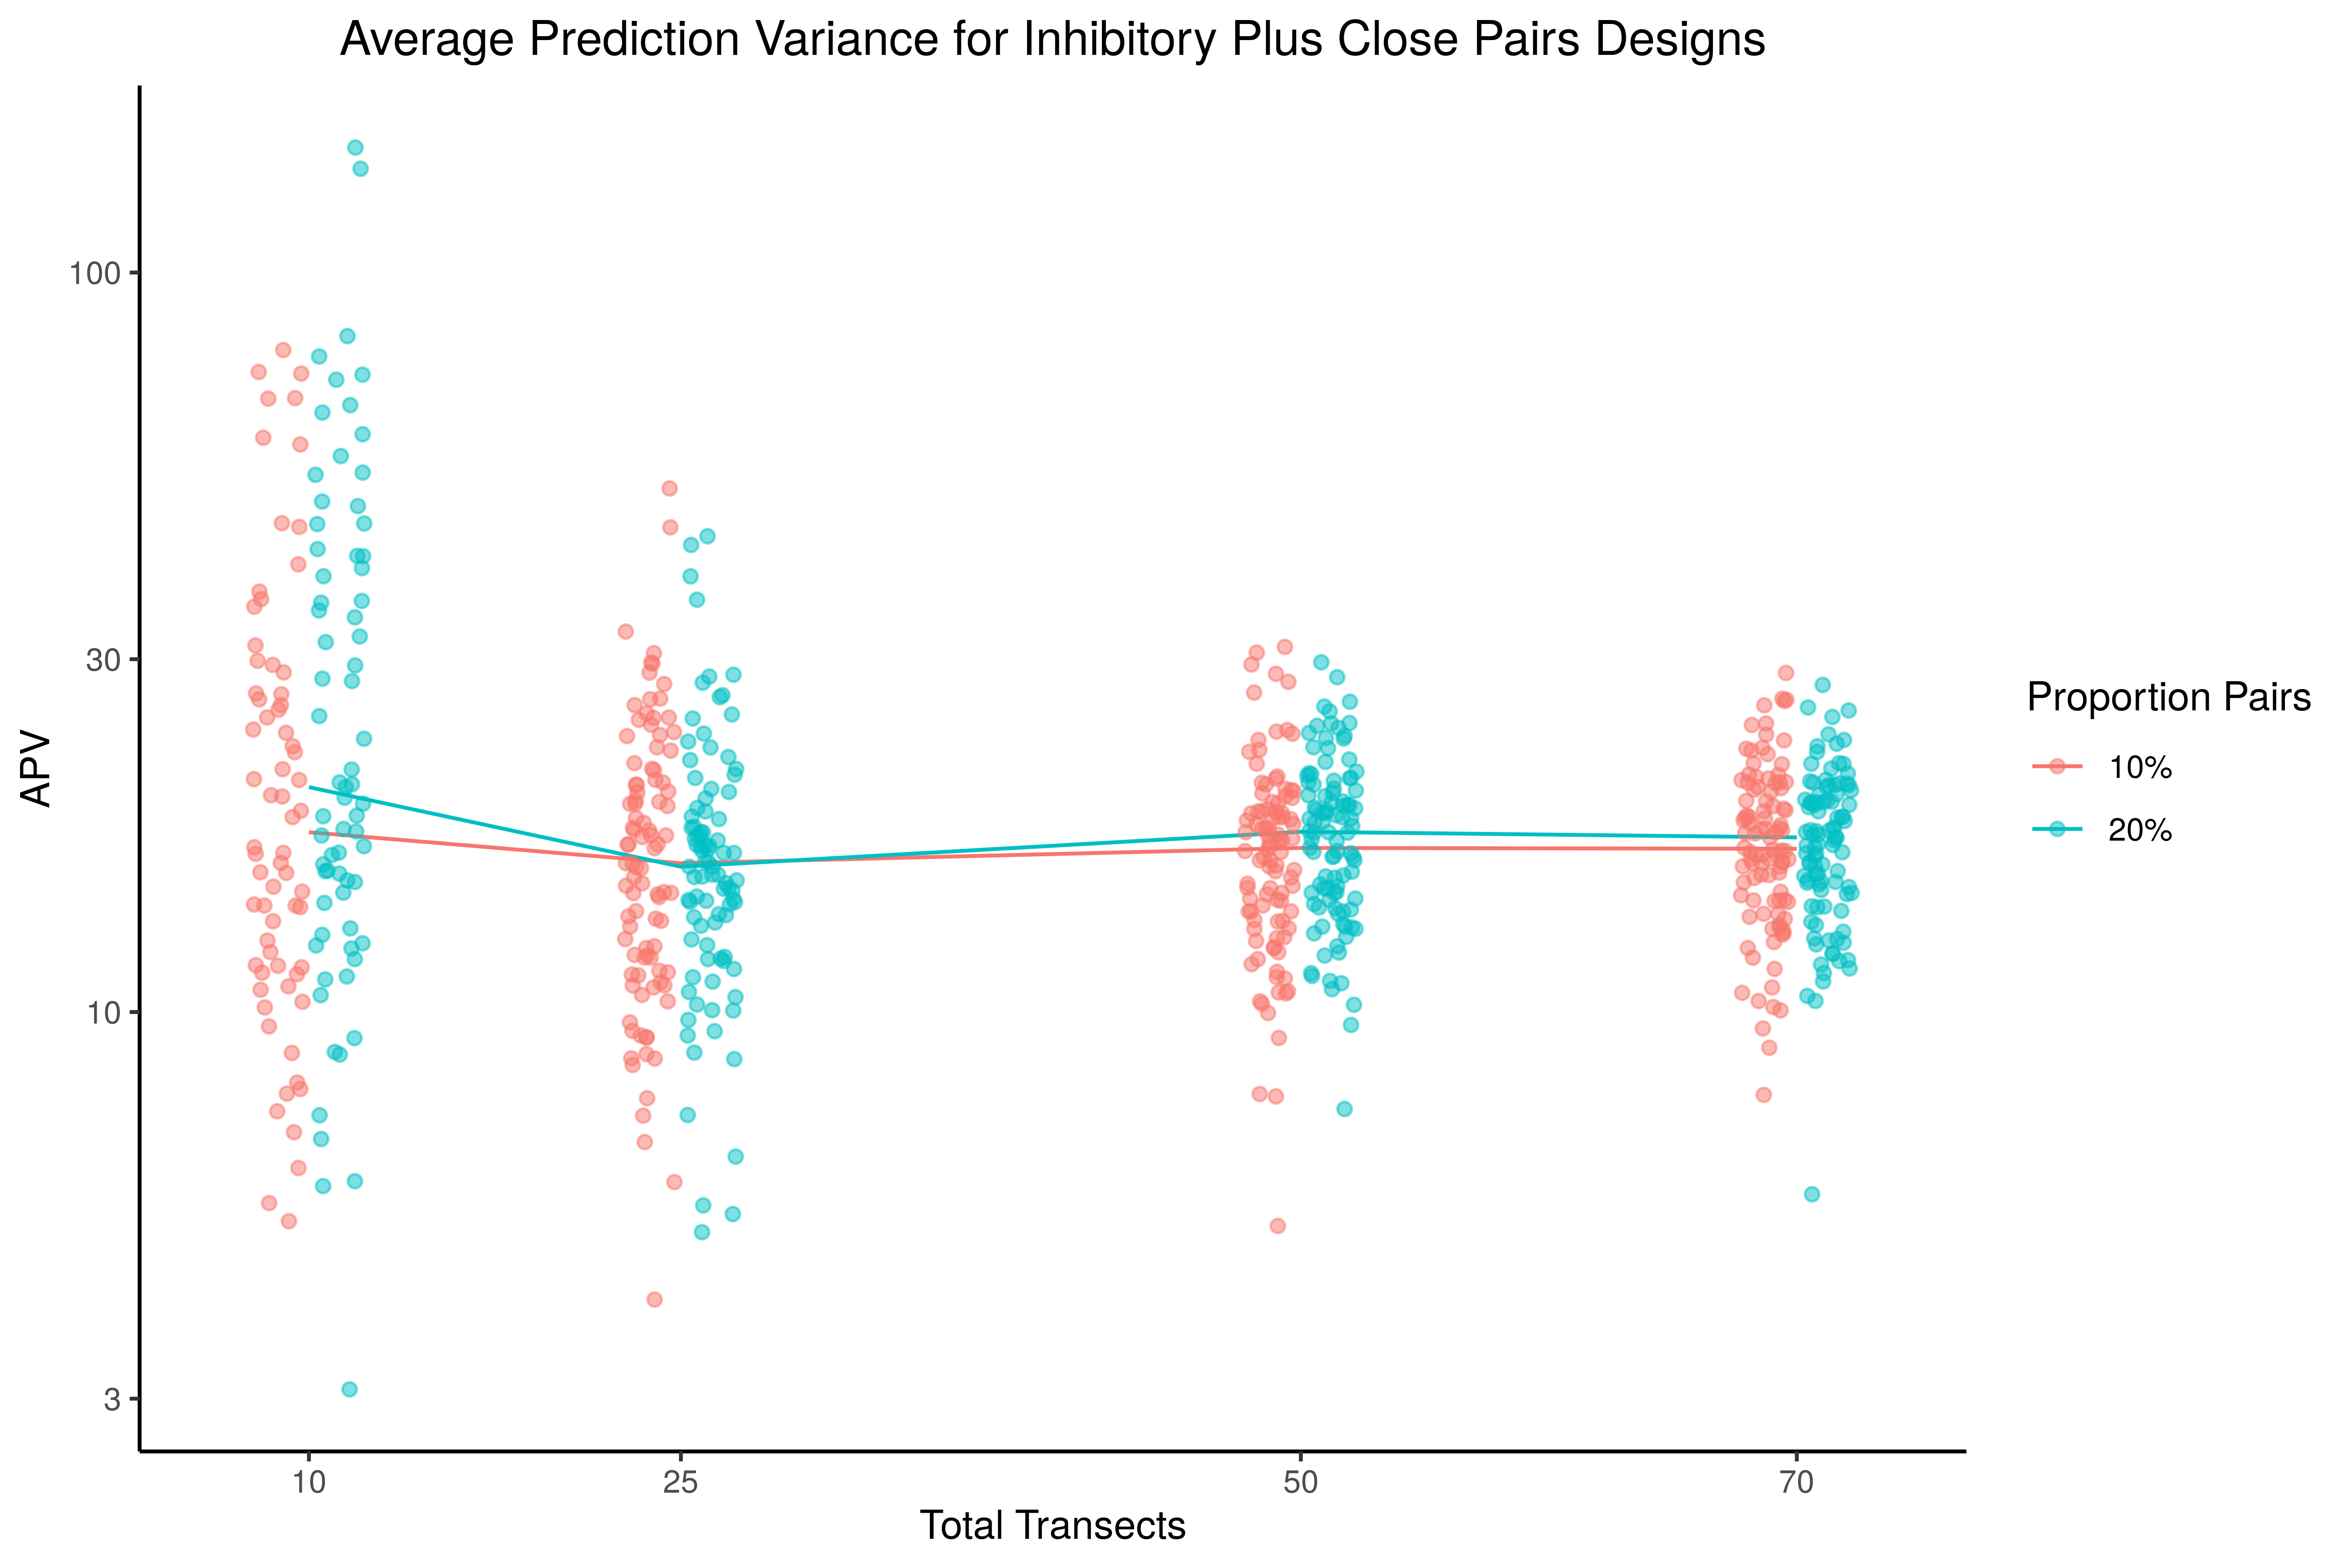 Average Prediction Variance for Inhibitory Plus Close Pairs Designs
100
30
10
3
APV
10 25 50 70
Total Transects
Proportion Pairs
10%
20%